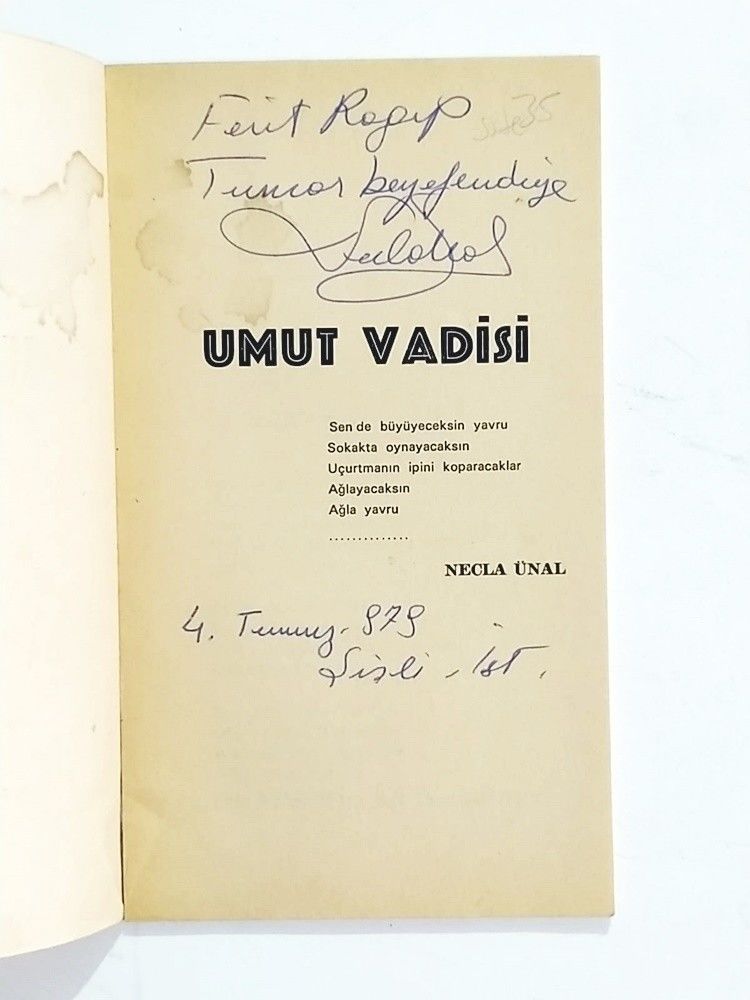 Ferit Ragıp
Tuncor beyefendiye
UMUT VADİSİ
Sen de büyüyeceksin yavru
Sokakta oynayacaksın
Uçurtmanın ipini koparacaklar
Ağlayacaksın
Ağla yavru
..............
NECLA ÜNAL
4. Temmuz. 979
Şişli - İst.